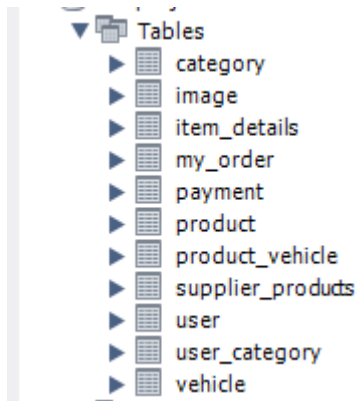 Tables
category
image
item_details
my_order
payment
product
product_vehicle
supplier_products
user
user_category
vehicle